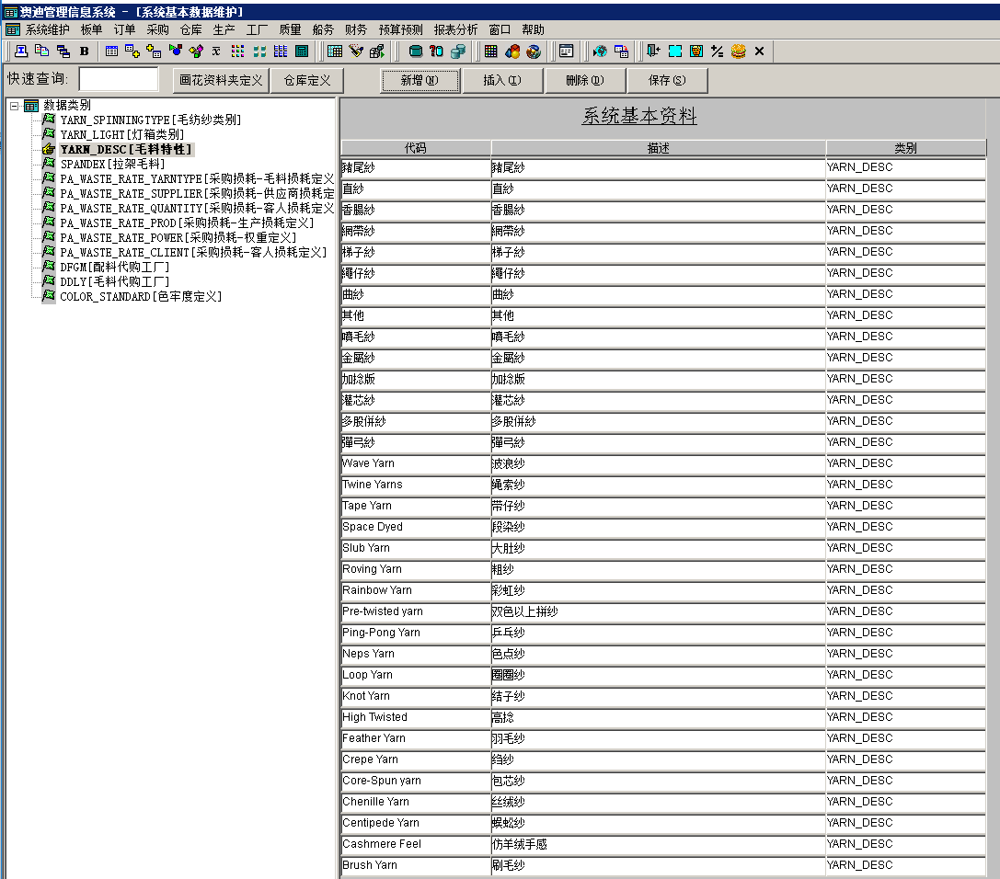 澳迪管理信息系统 - [系统基本数据维护]
系统维护 板单 订单 采购 仓库 生产 工厂 质量 船务 财务 预算预测 报表分析 窗口 帮助
快速查询: 画花资料夹定义 仓库定义 新增(N) 插入(I) 删除(D) 保存(S)
数据类别
YARN_SPINNINGTYPE[毛纺纱类别]
YARN_LIGHT[灯箱类别]
YARN_DESC[毛料特性]
SPANDEX[拉架毛料]
PA_WASTE_RATE_YARNTYPE[采购损耗-毛料损耗定义
PA_WASTE_RATE_SUPPLIER[采购损耗-供应商损耗定
PA_WASTE_RATE_QUANTITY[采购损耗-客人损耗定义
PA_WASTE_RATE_PROD[采购损耗-生产损耗定义]
PA_WASTE_RATE_POWER[采购损耗-权重定义]
PA_WASTE_RATE_CLIENT[采购损耗-客人损耗定义]
DFGM[配料代购工厂]
DDLY[毛料代购工厂]
COLOR_STANDARD[色牢度定义]
系统基本资料
代码 描述 类别
豬尾紗 豬尾紗 YARN_DESC
直紗 直紗 YARN_DESC
香腸紗 香腸紗 YARN_DESC
網帶紗 網帶紗 YARN_DESC
梯子紗 梯子紗 YARN_DESC
繩仔紗 繩仔紗 YARN_DESC
曲紗 曲紗 YARN_DESC
其他 其他 YARN_DESC
噴毛紗 噴毛紗 YARN_DESC
金屬紗 金屬紗 YARN_DESC
加捻版 加捻版 YARN_DESC
灌芯紗 灌芯紗 YARN_DESC
多股併紗 多股併紗 YARN_DESC
彈弓紗 彈弓紗 YARN_DESC
Wave Yarn 波浪纱 YARN_DESC
Twine Yarns 绳索纱 YARN_DESC
Tape Yarn 带仔纱 YARN_DESC
Space Dyed 段染纱 YARN_DESC
Slub Yarn 大肚纱 YARN_DESC
Roving Yarn 粗纱 YARN_DESC
Rainbow Yarn 彩虹纱 YARN_DESC
Pre-twisted yarn 双色以上拼纱 YARN_DESC
Ping-Pong Yarn 乒乓纱 YARN_DESC
Neps Yarn 色点纱 YARN_DESC
Loop Yarn 圈圈纱 YARN_DESC
Knot Yarn 结子纱 YARN_DESC
High Twisted 高捻 YARN_DESC
Feather Yarn 羽毛纱 YARN_DESC
Crepe Yarn 绉纱 YARN_DESC
Core-Spun yarn 包芯纱 YARN_DESC
Chenille Yarn 丝绒纱 YARN_DESC
Centipede Yarn 蜈蚣纱 YARN_DESC
Cashmere Feel 仿羊绒手感 YARN_DESC
Brush Yarn 刷毛纱 YARN_DESC